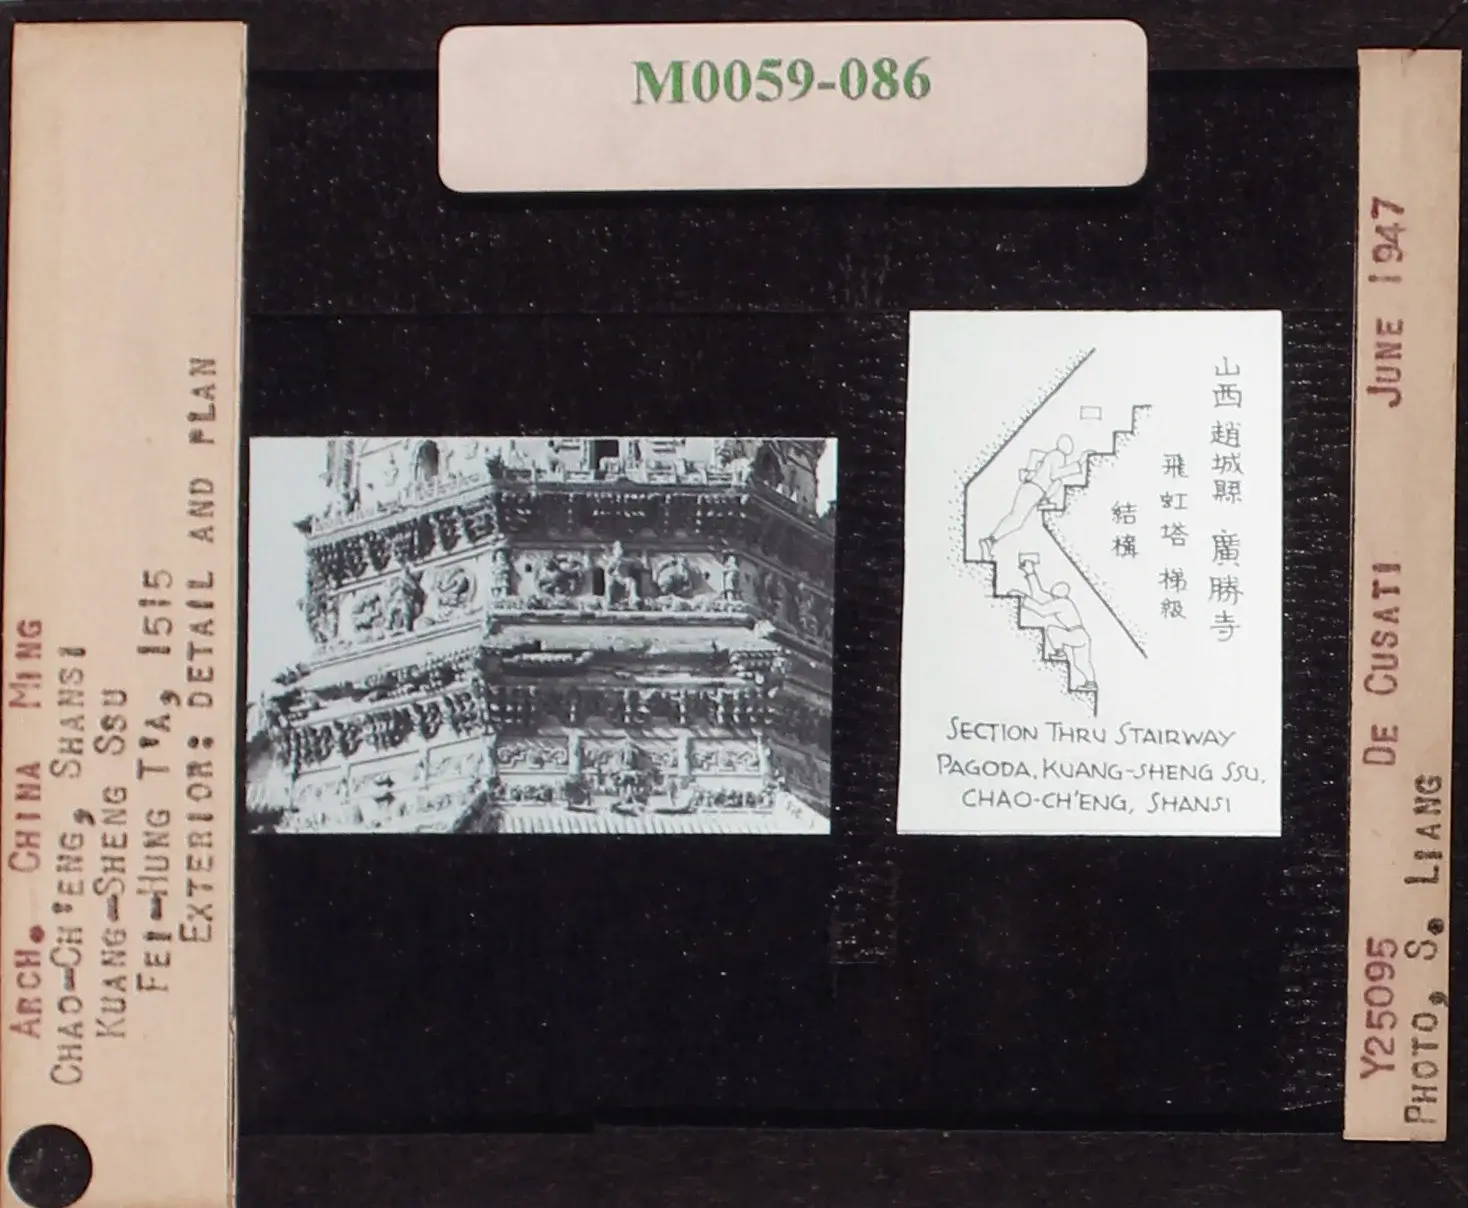 M0059-086
ARCH. CHINA MING
CHAO-CH'ENG, SHANSI
KUANG-SHENG SSU
FEI-HUNG T'A, 1515
EXTERIOR: DETAIL AND PLAN
山西趙城縣 廣勝寺
飛虹塔 梯級
結構
SECTION THRU STAIRWAY
PAGODA, KUANG-SHENG SSU,
CHAO-CH'ENG, SHANSI
Y25095 DE CUSATI JUNE 1947
PHOTO, S. LIANG